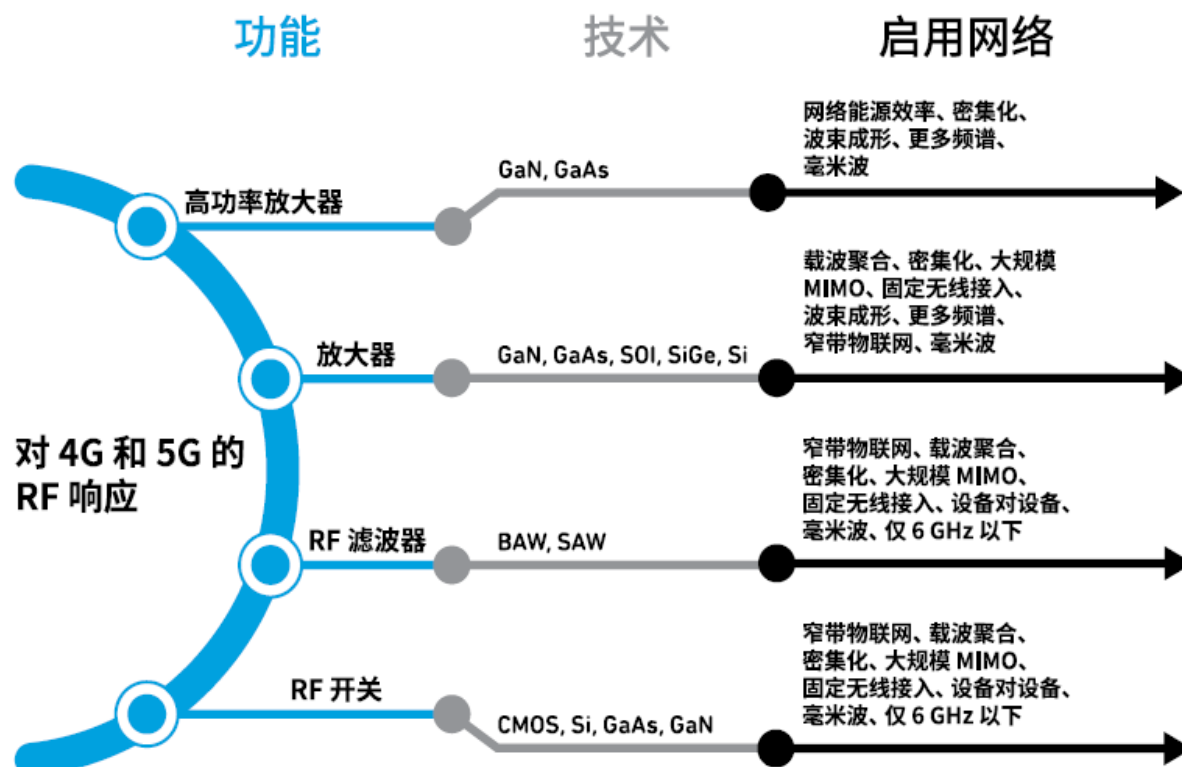 功能
技术
启用网络
高功率放大器
GaN, GaAs
网络能源效率、密集化、
波束成形、更多频谱、
毫米波
放大器
GaN, GaAs, SOI, SiGe, Si
载波聚合、密集化、大规模
MIMO、固定无线接入、
波束成形、更多频谱、
窄带物联网、毫米波
对 4G 和 5G 的
RF 响应
RF 滤波器
BAW, SAW
窄带物联网、载波聚合、
密集化、大规模 MIMO、
固定无线接入、设备对设备、
毫米波、仅 6 GHz 以下
RF 开关
CMOS, Si, GaAs, GaN
窄带物联网、载波聚合、
密集化、大规模 MIMO、
固定无线接入、设备对设备、
毫米波、仅 6 GHz 以下